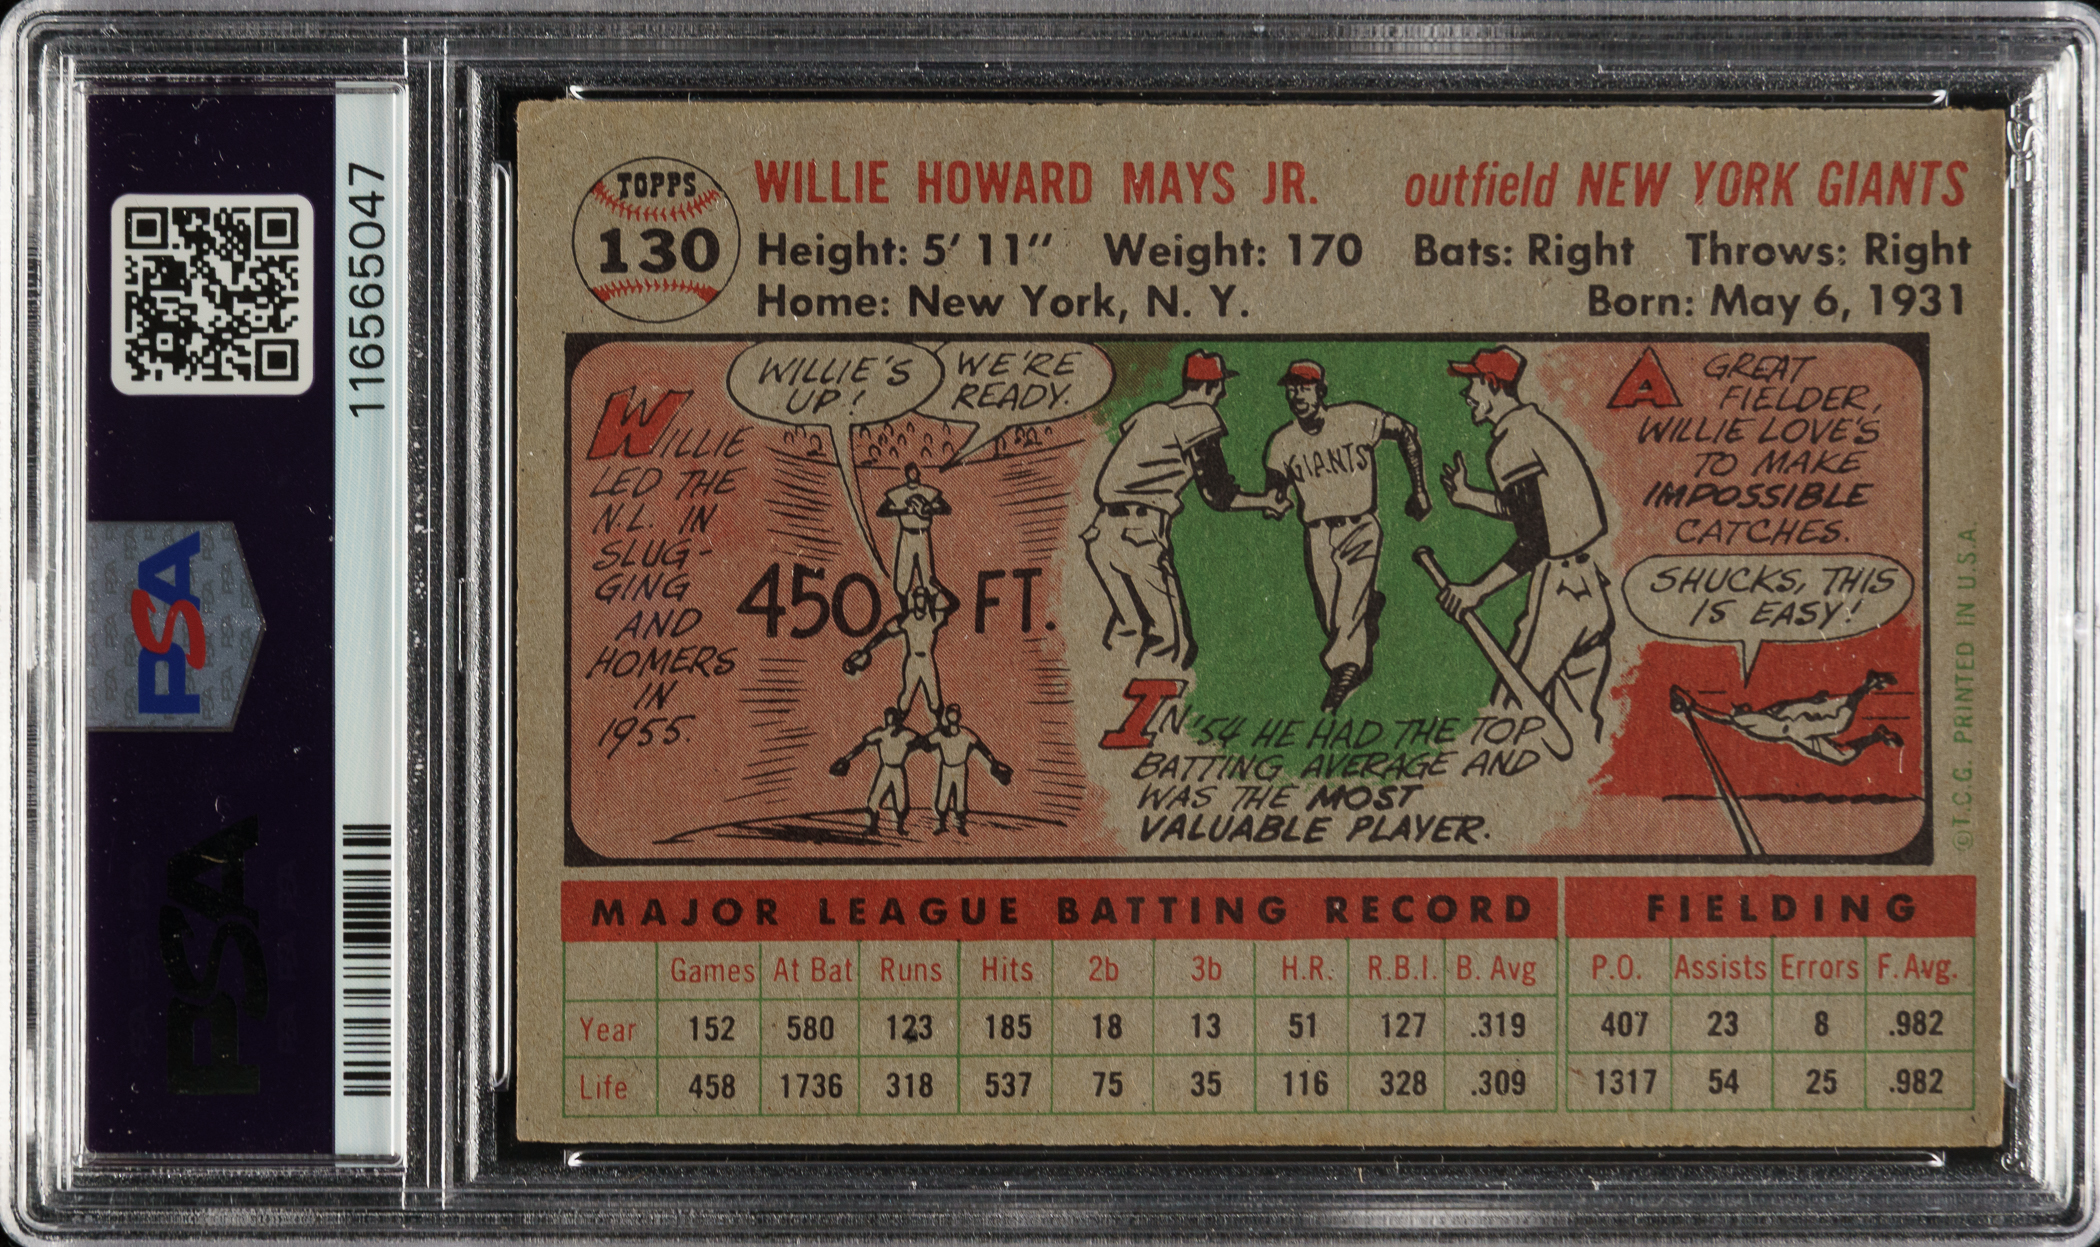 116565047
PSA
PSA
TOPPS
130
WILLIE HOWARD MAYS JR. outfield NEW YORK GIANTS
Height: 5' 11" Weight: 170 Bats: Right Throws: Right
Home: New York, N. Y. Born: May 6, 1931
WILLIE
LED THE
N.L. IN
SLUG-
GING
AND
HOMERS
IN
1955.
WILLIE'S
UP!
WE'RE
READY.
450 FT.
GIANTS
IN '54 HE HAD THE TOP
BATTING AVERAGE AND
WAS THE MOST
VALUABLE PLAYER.
A GREAT
FIELDER,
WILLIE LOVE'S
TO MAKE
IMPOSSIBLE
CATCHES.
SHUCKS, THIS
IS EASY!
©T.C.G. PRINTED IN U.S.A.
MAJOR LEAGUE BATTING RECORD FIELDING
Games At Bat Runs Hits 2b 3b H.R. R.B.I. B. Avg P.O. Assists Errors F. Avg.
Year 152 580 123 185 18 13 51 127 .319 407 23 8 .982
Life 458 1736 318 537 75 35 116 328 .309 1317 54 25 .982